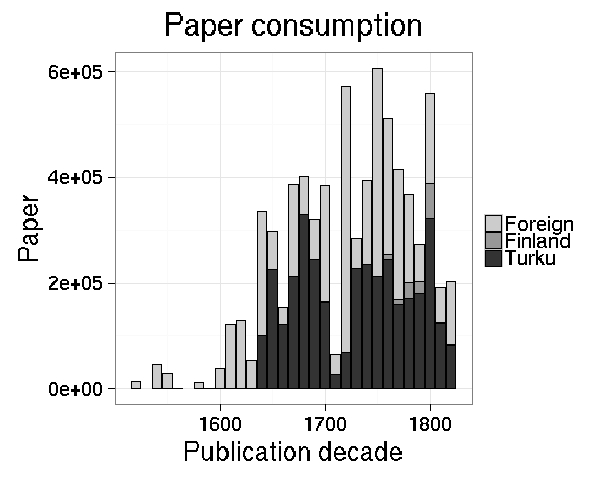 Paper consumption
6e+05
4e+05
2e+05
0e+00
Paper
1600 1700 1800
Publication decade
Foreign
Finland
Turku